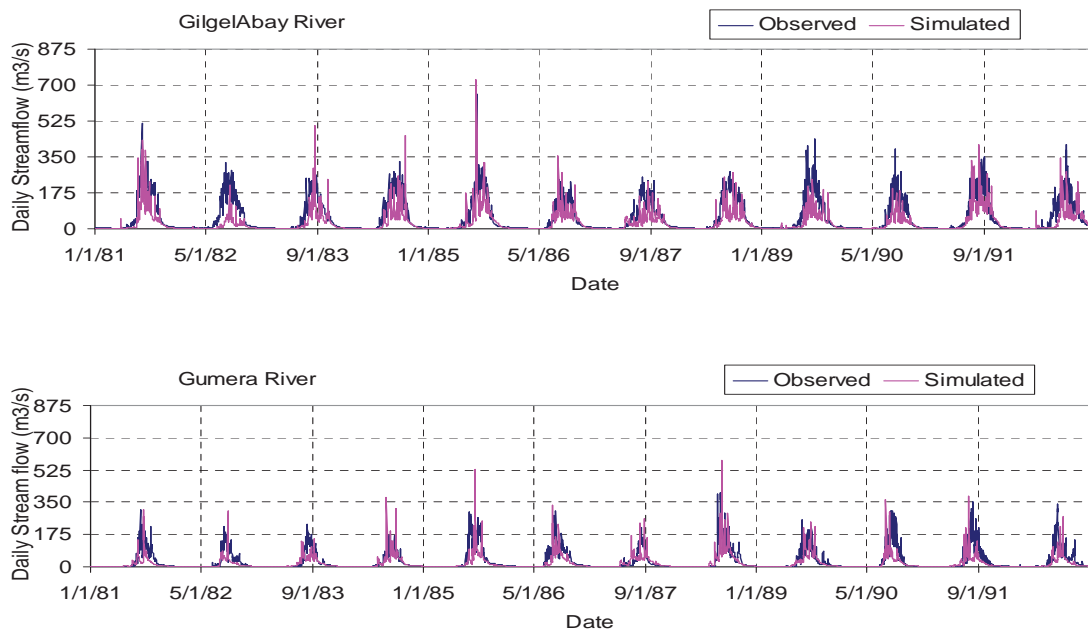 GilgelAbay River
Observed Simulated
Daily Streamflow (m3/s)
875
700
525
350
175
0
1/1/81 5/1/82 9/1/83 1/1/85 5/1/86 9/1/87 1/1/89 5/1/90 9/1/91
Date
Gumera River
Observed Simulated
Daily Stream flow (m3/s)
875
700
525
350
175
0
1/1/81 5/1/82 9/1/83 1/1/85 5/1/86 9/1/87 1/1/89 5/1/90 9/1/91
Date